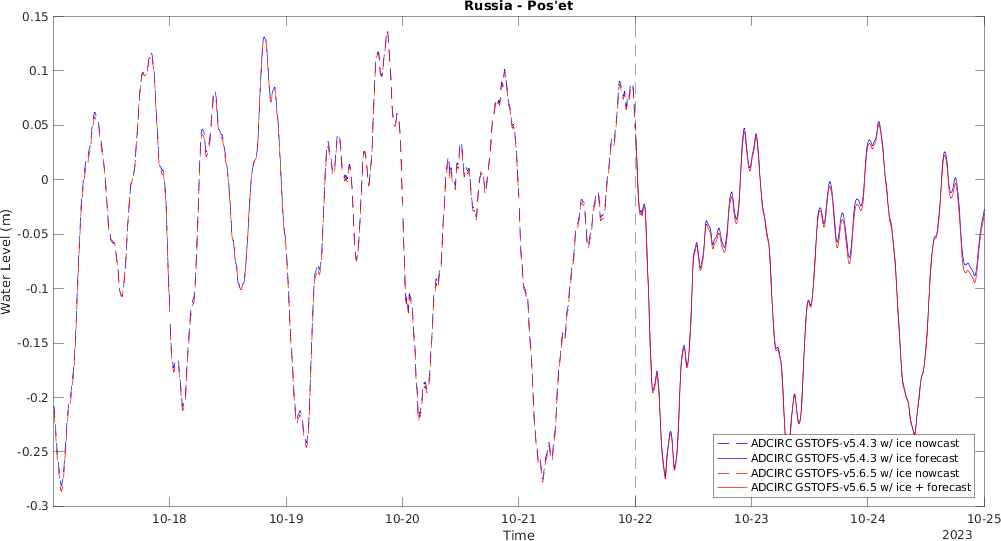 Russia - Pos'et
0.15
0.1
0.05
0
-0.05
-0.1
-0.15
-0.2
-0.25
-0.3
Water Level (m)
ADCIRC GSTOFS-v5.4.3 w/ ice nowcast
ADCIRC GSTOFS-v5.4.3 w/ ice forecast
ADCIRC GSTOFS-v5.6.5 w/ ice nowcast
ADCIRC GSTOFS-v5.6.5 w/ ice + forecast
10-18 10-19 10-20 10-21 10-22 10-23 10-24 10-25
Time
2023